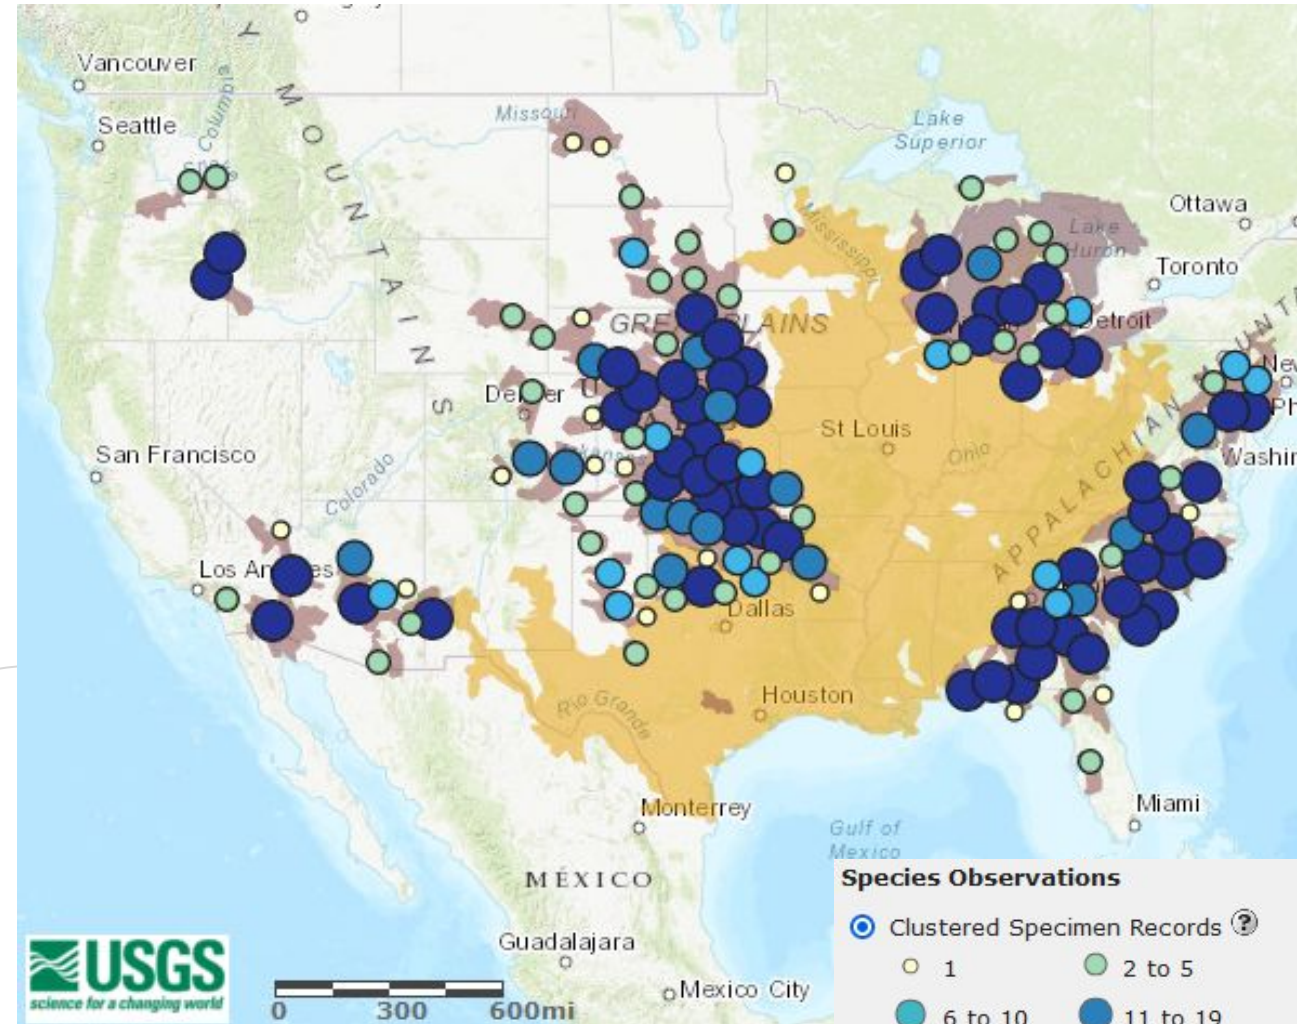 Vancouver
Seattle
Columbia
Missouri
Lake
Superior
Ottawa
Mississippi
Lake
Huron
Toronto
MOUNTAINS
GREAT PLAINS
Detroit
Denver
St Louis
San Francisco
Colorado
Ohio
APPALACHIAN
Los Angeles
Dallas
Rio Grande
Houston
Monterrey
Gulf of
Mexico
Miami
MÉXICO
Guadalajara
Mexico City
USGS
science for a changing world
0 300 600mi
Species Observations
Clustered Specimen Records ?
1
2 to 5
6 to 10
11 to 19